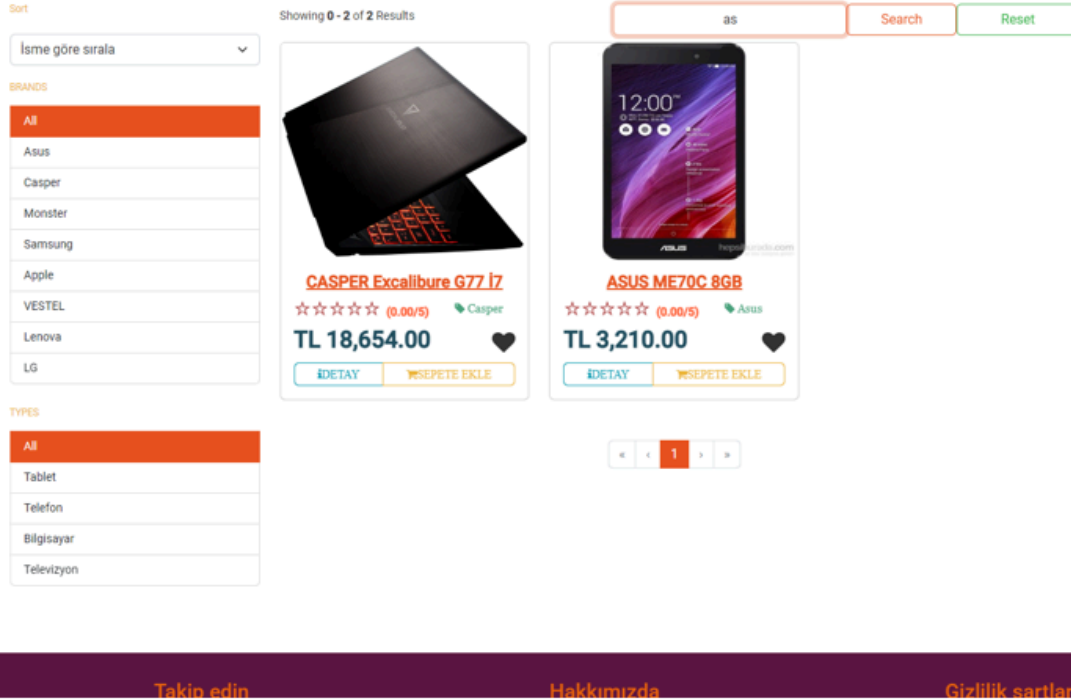 Sort
İsme göre sırala
BRANDS
All
Asus
Casper
Monster
Samsung
Apple
VESTEL
Lenova
LG
TYPES
All
Tablet
Telefon
Bilgisayar
Televizyon
Showing 0 - 2 of 2 Results
as
Search
Reset
CASPER Excalibure G77 İ7
(0.00/5)
Casper
TL 18,654.00
DETAY
SEPETE EKLE
12:00
ASUS
ASUS ME70C 8GB
(0.00/5)
Asus
TL 3,210.00
DETAY
SEPETE EKLE
« ‹ 1 › »
Takip edin
Hakkımızda
Gizlilik şartlar